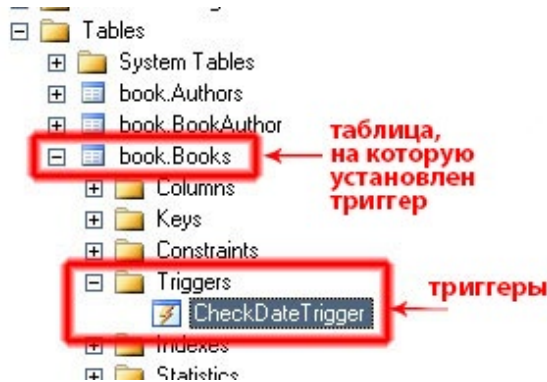 Tables
System Tables
book.Authors
book.BookAuthor
book.Books
таблица,
на которую
установлен
триггер
Columns
Keys
Constraints
Triggers
CheckDateTrigger
триггеры
Indexes
Statistics